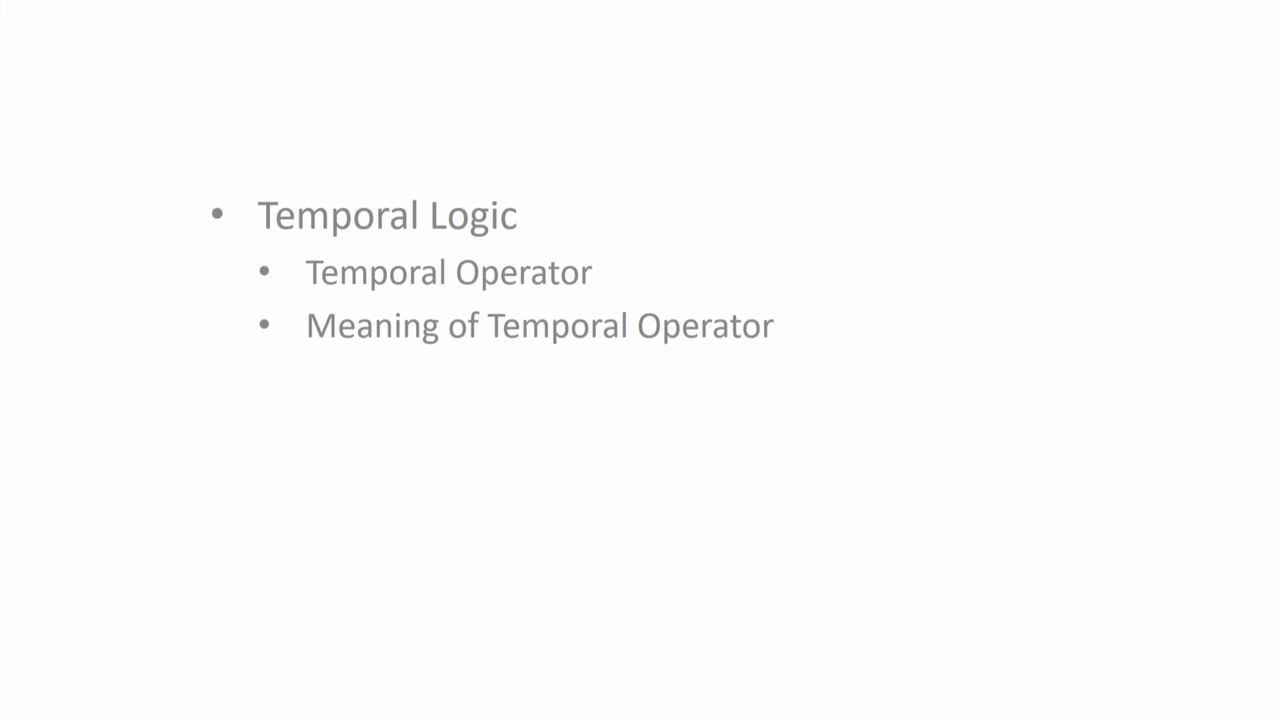 • Temporal Logic
• Temporal Operator
• Meaning of Temporal Operator